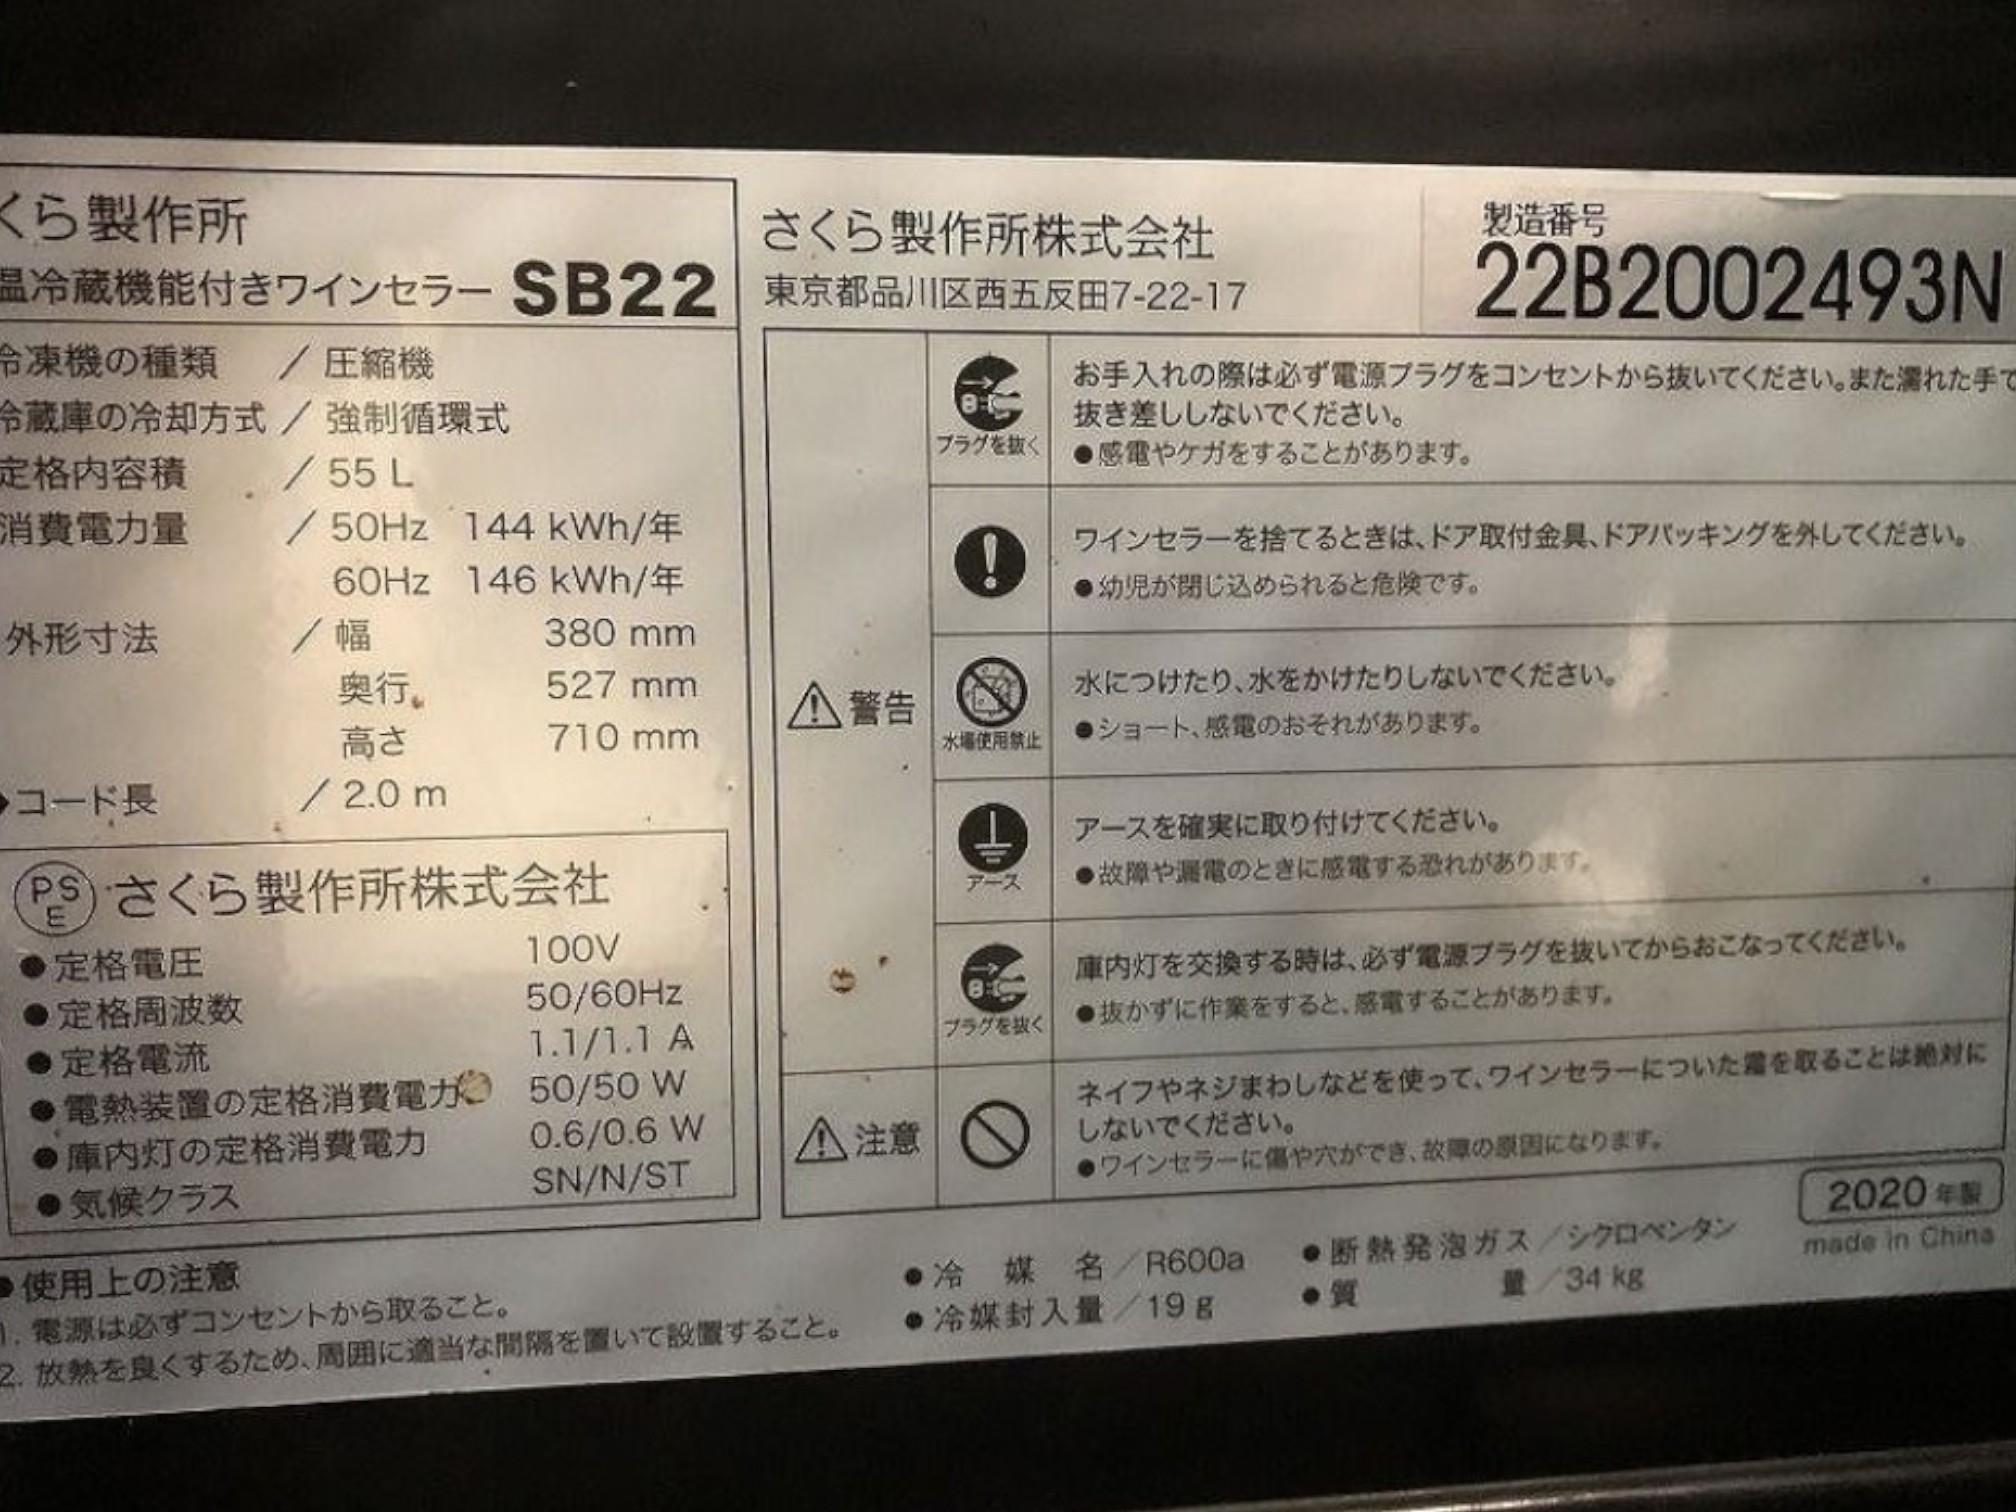 くら製作所
温冷蔵機能付きワインセラー SB22
冷凍機の種類 / 圧縮機
冷蔵庫の冷却方式 / 強制循環式
定格内容積 / 55 L
消費電力量 / 50Hz 144 kWh/年
60Hz 146 kWh/年
外形寸法 / 幅 380 mm
奥行 527 mm
高さ 710 mm
コード長 / 2.0 m
PSE さくら製作所株式会社
●定格電圧 100V
●定格周波数 50/60Hz
●定格電流 1.1/1.1 A
●電熱装置の定格消費電力 50/50 W
●庫内灯の定格消費電力 0.6/0.6 W
●気候クラス SN/N/ST
●使用上の注意
1. 電源は必ずコンセントから取ること。
2. 放熱を良くするため、周囲に適当な間隔を置いて設置すること。
さくら製作所株式会社
東京都品川区西五反田7-22-17
製造番号
22B2002493N
警告
プラグを抜く
お手入れの際は必ず電源プラグをコンセントから抜いてください。また濡れた手で
抜き差ししないでください。
●感電やケガをすることがあります。
ワインセラーを捨てるときは、ドア取付金具、ドアパッキングを外してください。
●幼児が閉じ込められると危険です。
水場使用禁止
水につけたり、水をかけたりしないでください。
●ショート、感電のおそれがあります。
アース
アースを確実に取り付けてください。
●故障や漏電のときに感電する恐れがあります。
プラグを抜く
庫内灯を交換する時は、必ず電源プラグを抜いてからおこなってください。
●抜かずに作業をすると、感電することがあります。
注意
ネイフやネジまわしなどを使って、ワインセラーについた霜を取ることは絶対に
しないでください。
●ワインセラーに傷や穴ができ、故障の原因になります。
●冷媒名/R600a
●冷媒封入量/19 g
●断熱発泡ガス/シクロペンタン
●質量/34 kg
2020 年製
made in China